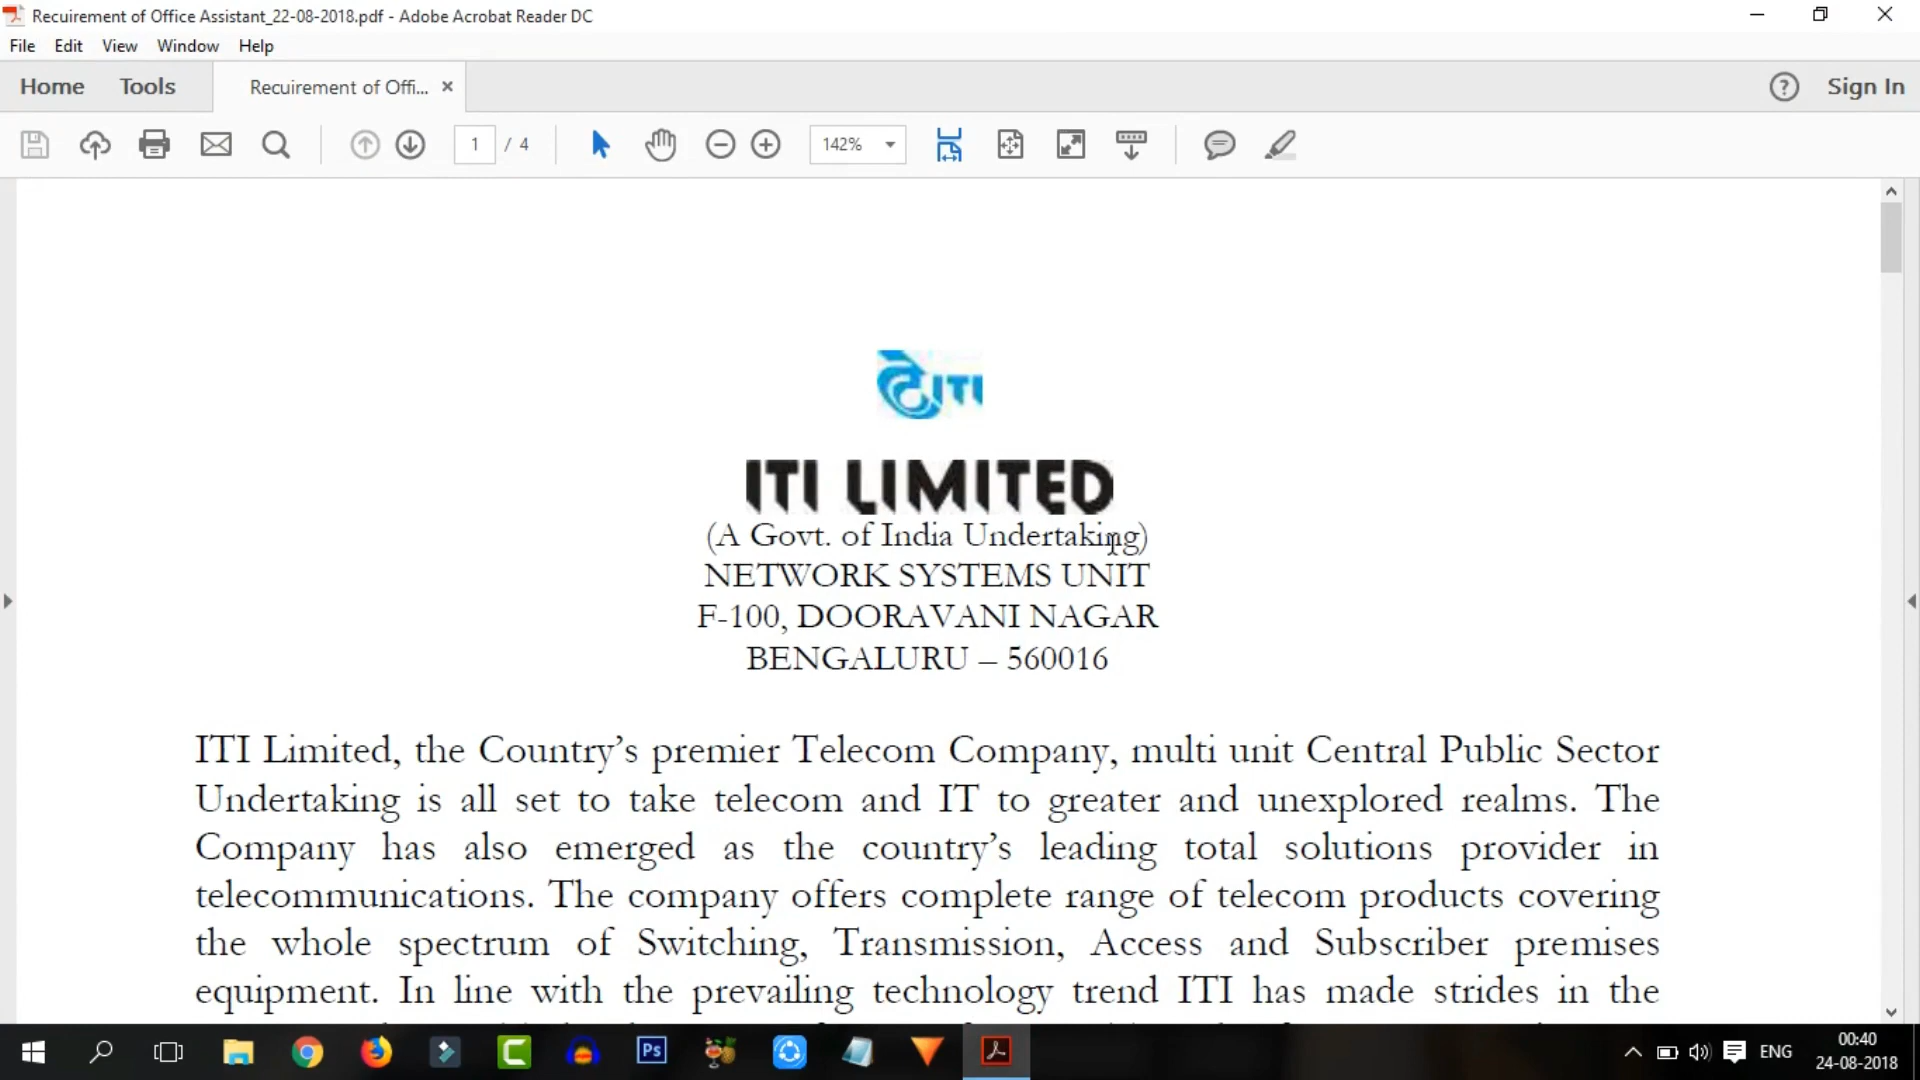 Recuirement of Office Assistant_22-08-2018.pdf - Adobe Acrobat Reader DC
File Edit View Window Help
Home Tools Recuirement of Offi... Sign In
1 / 4 142%
ITI
ITI LIMITED
(A Govt. of India Undertaking)
NETWORK SYSTEMS UNIT
F-100, DOORAVANI NAGAR
BENGALURU – 560016
ITI Limited, the Country’s premier Telecom Company, multi unit Central Public Sector
Undertaking is all set to take telecom and IT to greater and unexplored realms. The
Company has also emerged as the country’s leading total solutions provider in
telecommunications. The company offers complete range of telecom products covering
the whole spectrum of Switching, Transmission, Access and Subscriber premises
equipment. In line with the prevailing technology trend ITI has made strides in the
Ps
ENG
00:40
24-08-2018